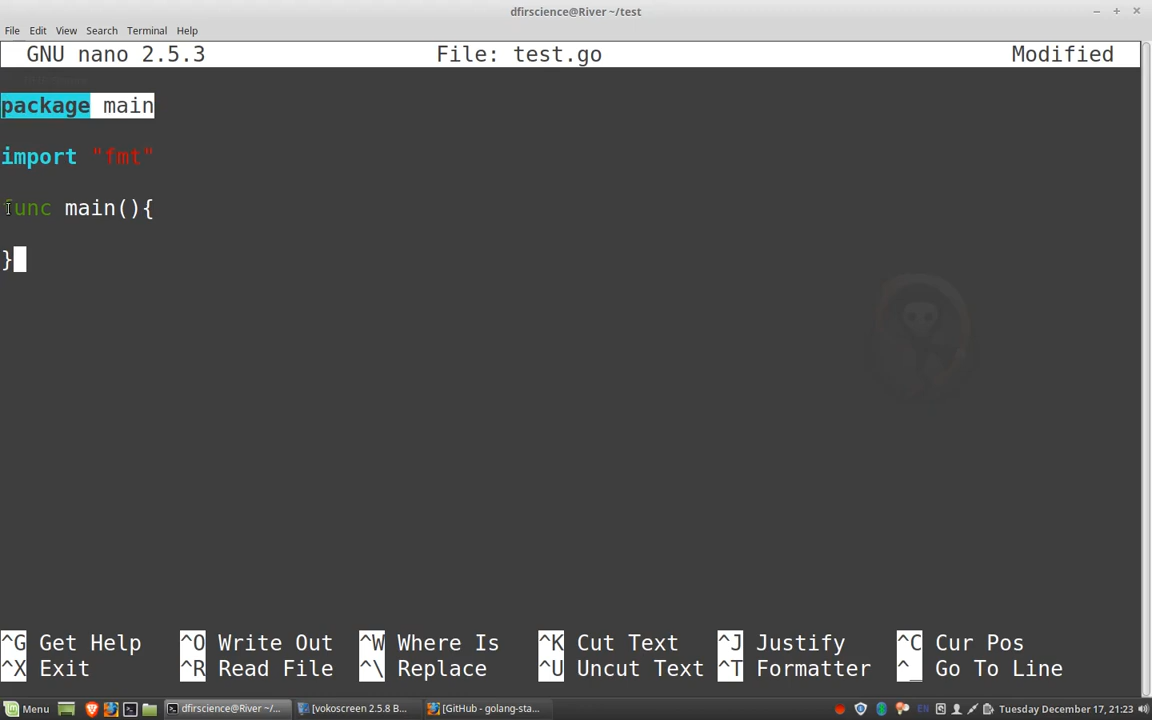 dfirscience@River ~/test
File Edit View Search Terminal Help
GNU nano 2.5.3 File: test.go Modified
package main
import "fmt"
func main(){
}
^G Get Help ^O Write Out ^W Where Is ^K Cut Text ^J Justify ^C Cur Pos
^X Exit ^R Read File ^\ Replace ^U Uncut Text ^T Formatter ^_ Go To Line
Menu dfirscience@River ~/... [vokoscreen 2.5.8 B... [GitHub - golang-sta... EN Tuesday December 17, 21:23